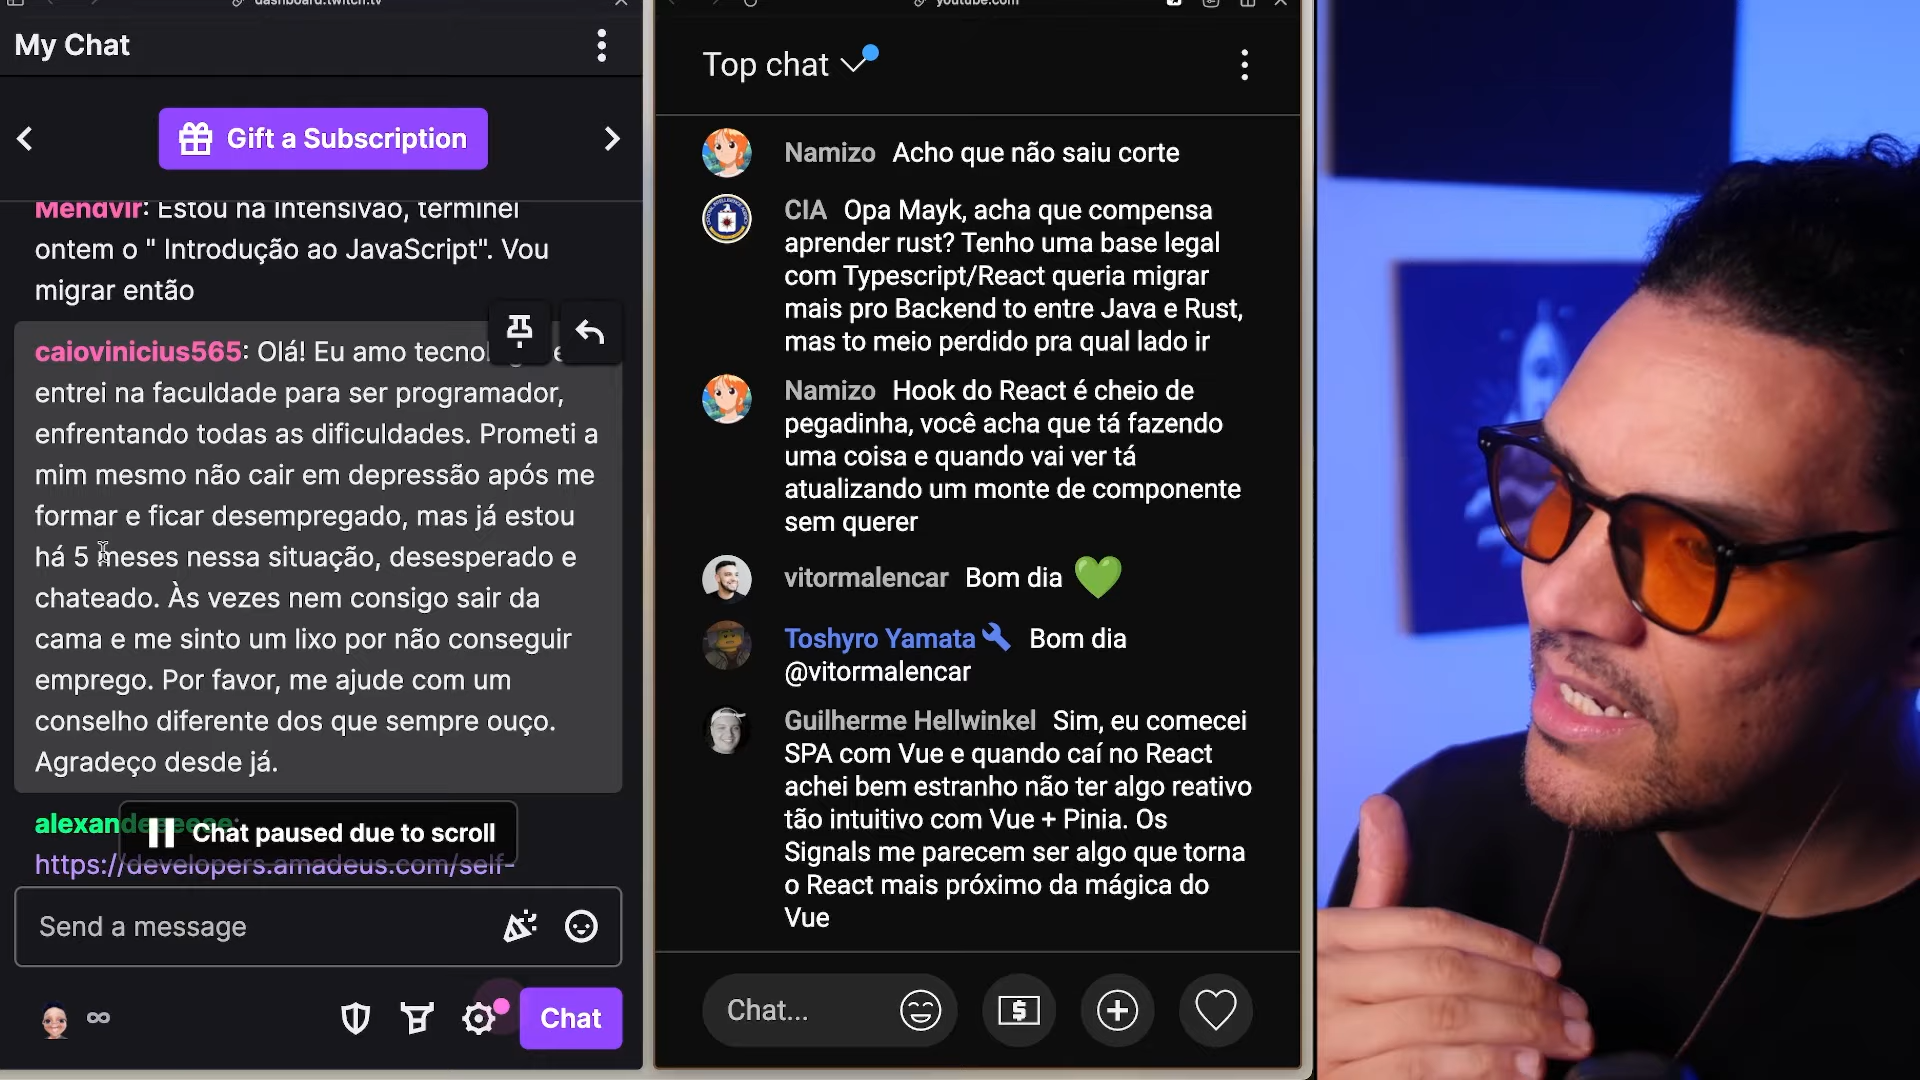 dashboard.twitch.tv
My Chat
Gift a Subscription
Mendvir: Estou na Intensivão, terminei
ontem o " Introdução ao JavaScript". Vou
migrar então
caiovinicius565: Olá! Eu amo
entrei na faculdade para ser programador,
enfrentando todas as dificuldades. Prometi a
mim mesmo não cair em depressão após me
formar e ficar desempregado, mas já estou
há 5 meses nessa situação, desesperado e
chateado. Às vezes nem consigo sair da
cama e me sinto um lixo por não conseguir
emprego. Por favor, me ajude com um
conselho diferente dos que sempre ouço.
Agradeço desde já.
Chat paused due to scroll
https://developers.amadeus.com/self-
Send a message
Chat
youtube.com
Top chat
Namizo Acho que não saiu corte
CIA Opa Mayk, acha que compensa
aprender rust? Tenho uma base legal
com Typescript/React queria migrar
mais pro Backend to entre Java e Rust,
mas to meio perdido pra qual lado ir
Namizo Hook do React é cheio de
pegadinha, você acha que tá fazendo
uma coisa e quando vai ver tá
atualizando um monte de componente
sem querer
vitormalencar Bom dia 💚
Toshyro Yamata Bom dia
@vitormalencar
Guilherme Hellwinkel Sim, eu comecei
SPA com Vue e quando caí no React
achei bem estranho não ter algo reativo
tão intuitivo com Vue + Pinia. Os
Signals me parecem ser algo que torna
o React mais próximo da mágica do
Vue
Chat...